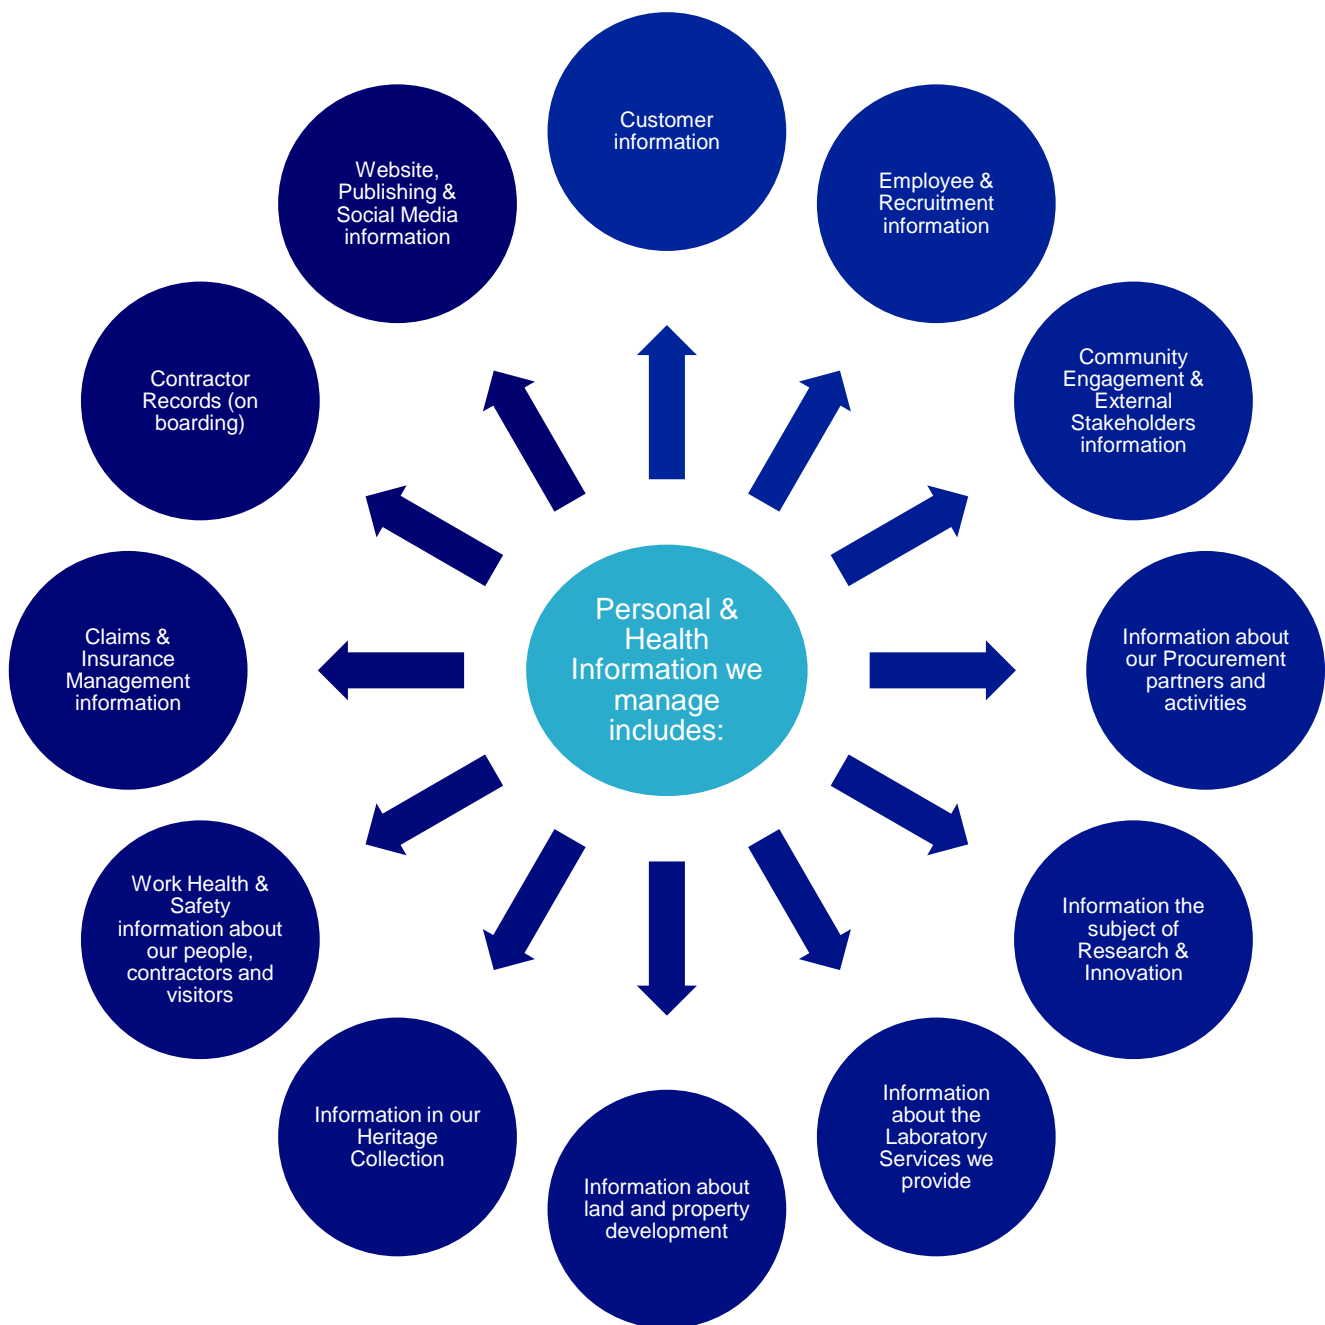 Personal &
Health
Information we
manage
includes:
Customer
information
Employee &
Recruitment
information
Community
Engagement &
External
Stakeholders
information
Information about
our Procurement
partners and
activities
Information the
subject of
Research &
Innovation
Information
about the
Laboratory
Services we
provide
Information about
land and property
development
Information in our
Heritage
Collection
Work Health &
Safety
information about
our people,
contractors and
visitors
Claims &
Insurance
Management
information
Contractor
Records (on
boarding)
Website,
Publishing &
Social Media
information